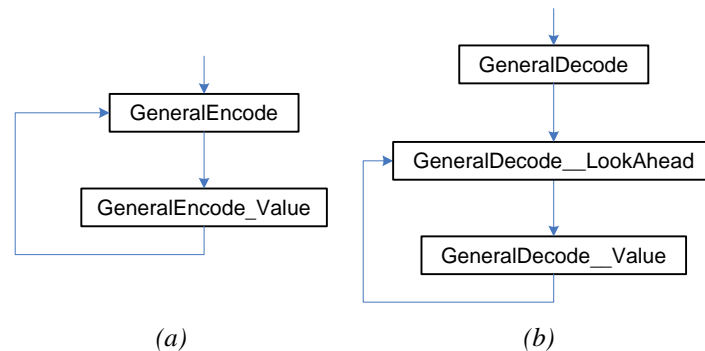 GeneralEncode
GeneralEncode_Value
(a)
GeneralDecode
GeneralDecode__LookAhead
GeneralDecode__Value
(b)